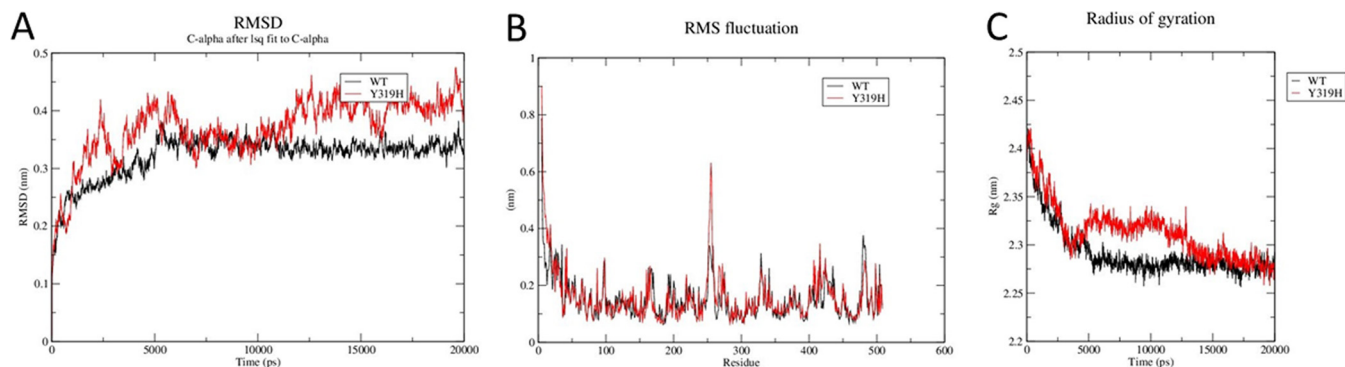 A
RMSD
C-alpha after lsq fit to C-alpha
0.5
0.4
0.3
0.2
0.1
0
RMSD (nm)
WT
Y319H
0
5000
10000
15000
20000
Time (ps)
B
RMS fluctuation
1
0.8
0.6
0.4
0.2
0
(nm)
WT
Y319H
0
100
200
300
400
500
600
Residue
C
Radius of gyration
2.5
2.45
2.4
2.35
2.3
2.25
2.2
Rg (nm)
WT
Y319H
0
5000
10000
15000
20000
Time (ps)